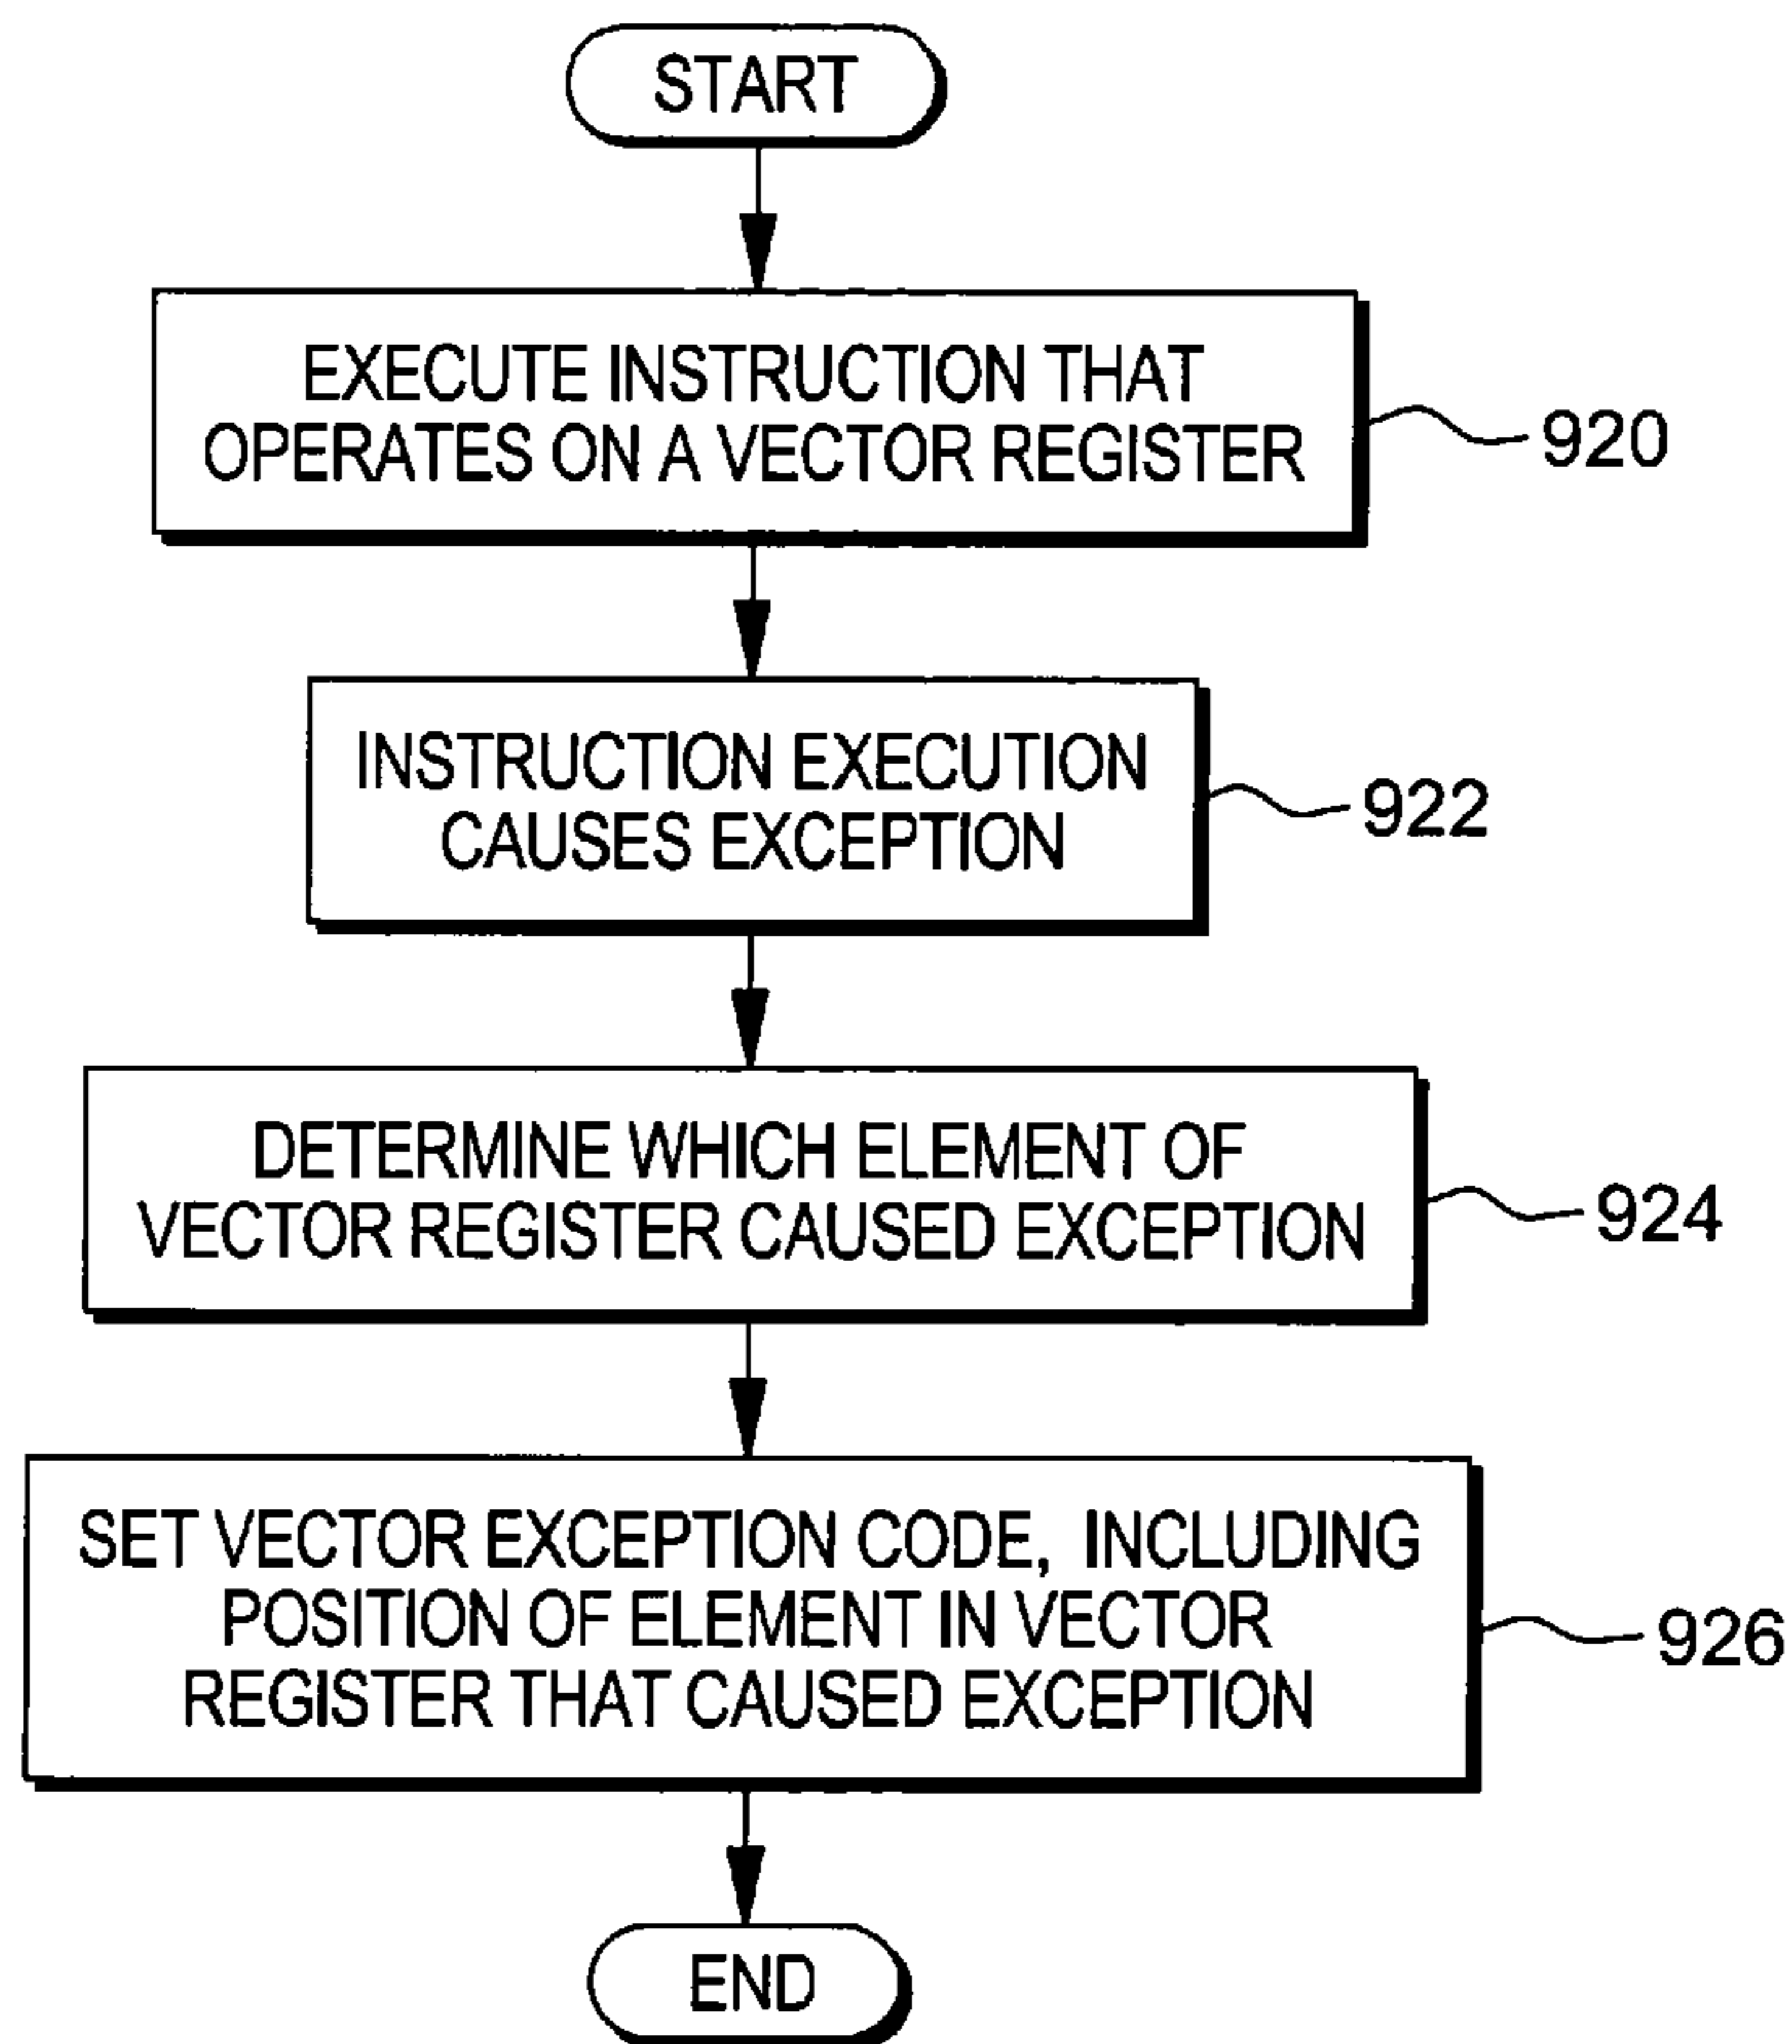 START
EXECUTE INSTRUCTION THAT
OPERATES ON A VECTOR REGISTER
920
INSTRUCTION EXECUTION
CAUSES EXCEPTION
922
DETERMINE WHICH ELEMENT OF
VECTOR REGISTER CAUSED EXCEPTION
924
SET VECTOR EXCEPTION CODE, INCLUDING
POSITION OF ELEMENT IN VECTOR
REGISTER THAT CAUSED EXCEPTION
926
END